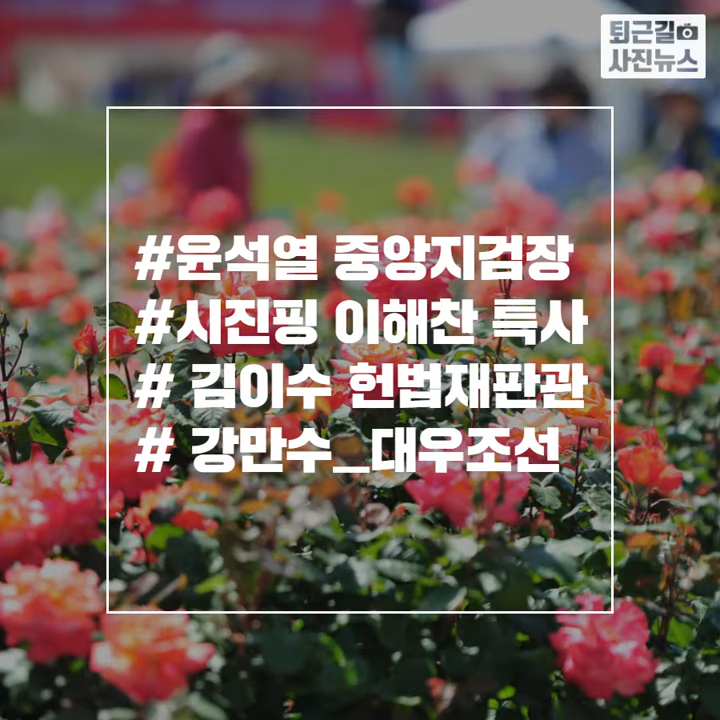 퇴근길
사진뉴스
#윤석열 중앙지검장
#시진핑 이해찬 특사
# 김이수 헌법재판관
# 강만수_대우조선